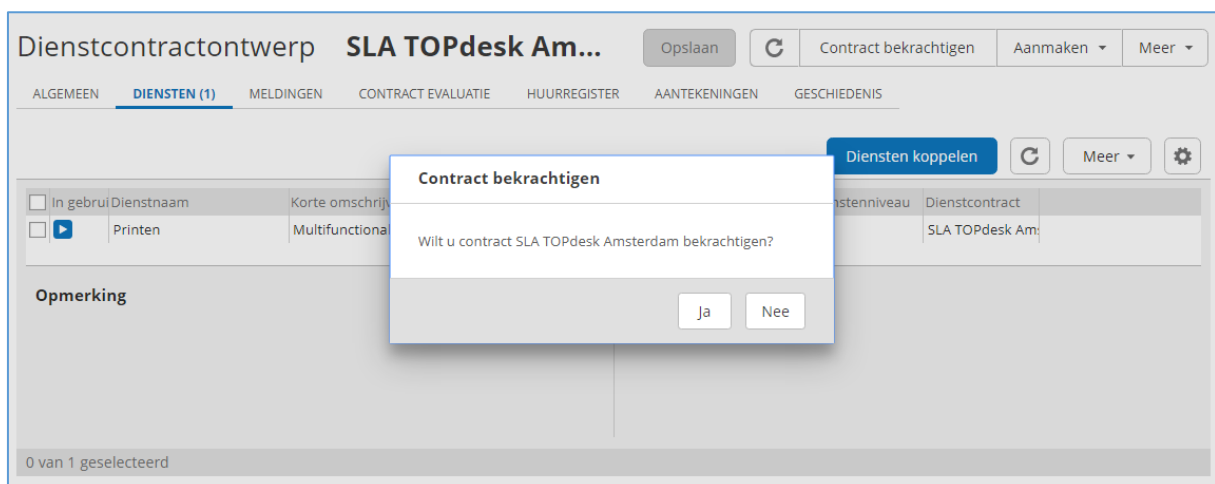 Dienstcontractontwerp SLA TOPdesk Am... Opslaan Contract bekrachtigen Aanmaken Meer
ALGEMEEN DIENSTEN (1) MELDINGEN CONTRACT EVALUATIE HUURREGISTER AANTEKENINGEN GESCHIEDENIS
Diensten koppelen Meer
Contract bekrachtigen
In gebrui Dienstnaam Korte omschrijv nstenniveau Dienstcontract
Printen Multifunctional SLA TOPdesk Am
Wilt u contract SLA TOPdesk Amsterdam bekrachtigen?
Opmerking
Ja Nee
0 van 1 geselecteerd